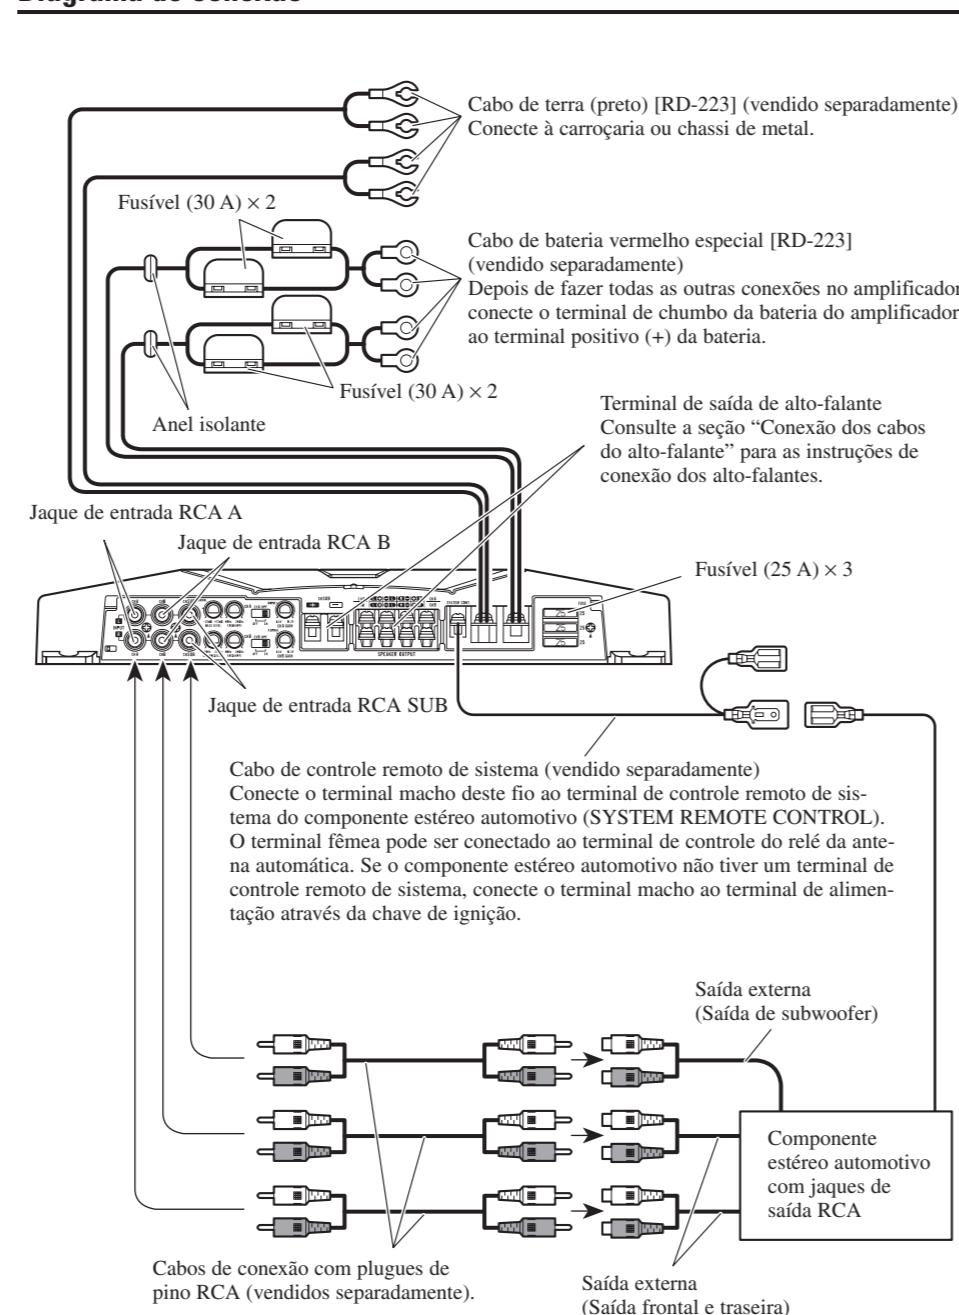 Diagrama de conexão
Cabo de terra (preto) [RD-223] (vendido separadamente)
Conecte à carroçaria ou chassi de metal.
Fusível (30 A) × 2
Cabo de bateria vermelho especial [RD-223]
(vendido separadamente)
Depois de fazer todas as outras conexões no amplificador
conecte o terminal de chumbo da bateria do amplificador
ao terminal positivo (+) da bateria.
Fusível (30 A) × 2
Anel isolante
Terminal de saída de alto-falante
Consulte a seção “Conexão dos cabos
do alto-falante” para as instruções de
conexão dos alto-falantes.
Jaque de entrada RCA A
Jaque de entrada RCA B
Fusível (25 A) × 3
INPUT
SPEAKER OUTPUT
25
25
25
Jaque de entrada RCA SUB
Cabo de controle remoto de sistema (vendido separadamente)
Conecte o terminal macho deste fio ao terminal de controle remoto de sis-
tema do componente estéreo automotivo (SYSTEM REMOTE CONTROL).
O terminal fêmea pode ser conectado ao terminal de controle do relé da ante-
na automática. Se o componente estéreo automotivo não tiver um terminal de
controle remoto de sistema, conecte o terminal macho ao terminal de alimen-
tação através da chave de ignição.
Saída externa
(Saída de subwoofer)
Componente
estéreo automotivo
com jaques de
saída RCA
Cabos de conexão com plugues de
pino RCA (vendidos separadamente).
Saída externa
(Saída frontal e traseira)